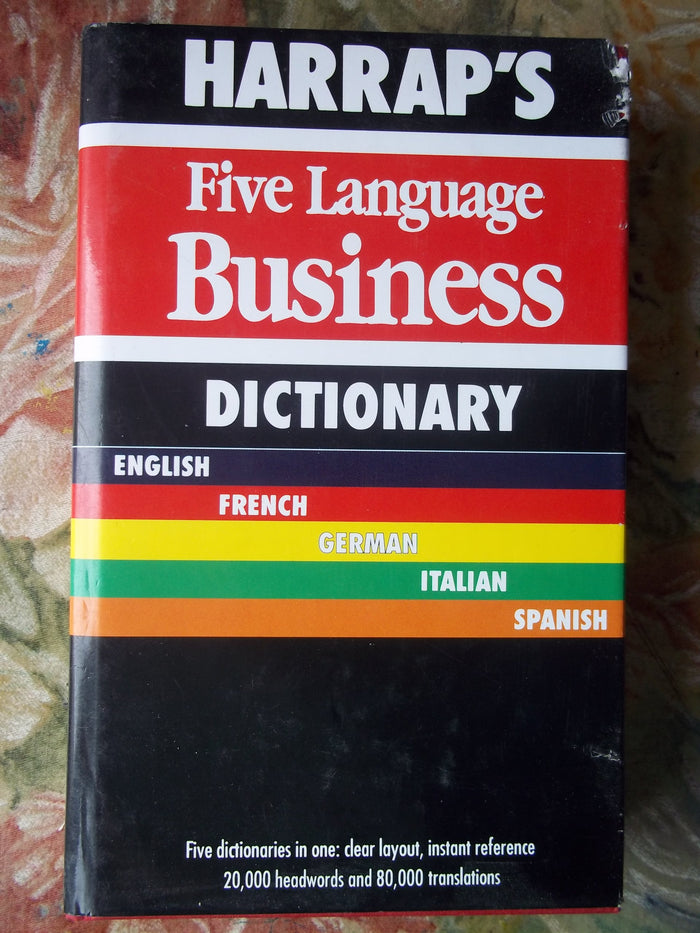 HARRAP'S
Five Language
Business
DICTIONARY
ENGLISH
FRENCH
GERMAN
ITALIAN
SPANISH
Five dictionaries in one: clear layout, instant reference
20,000 headwords and 80,000 translations